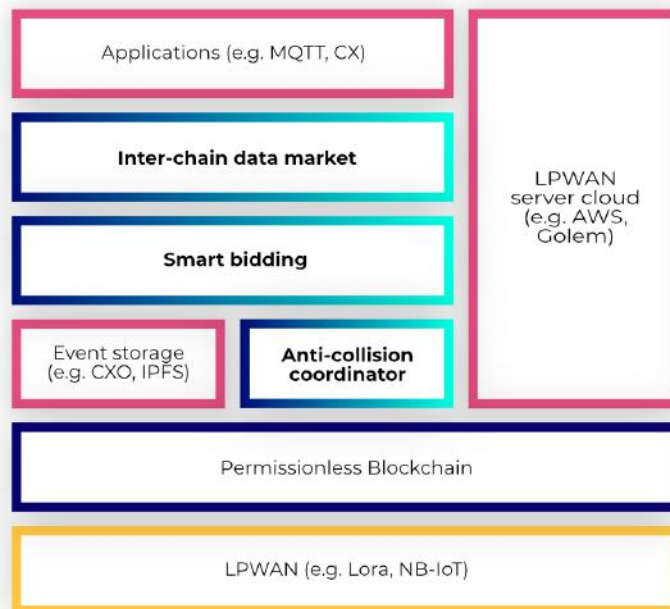 Applications (e.g. MQTT, CX)
Inter-chain data market
Smart bidding
Event storage
(e.g. CXO, IPFS)
Anti-collision
coordinator
LPWAN
server cloud
(e.g. AWS,
Golem)
Permissionless Blockchain
LPWAN (e.g. Lora, NB-IoT)